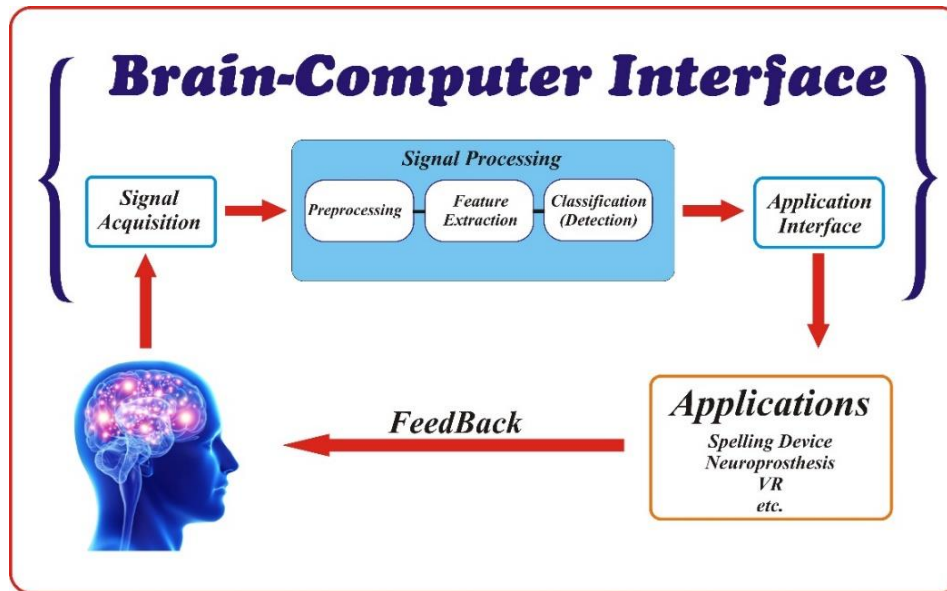 Brain-Computer Interface
Signal Processing
Signal
Acquisition
Preprocessing
Feature
Extraction
Classification
(Detection)
Application
Interface
FeedBack
Applications
Spelling Device
Neuroprosthesis
VR
etc.